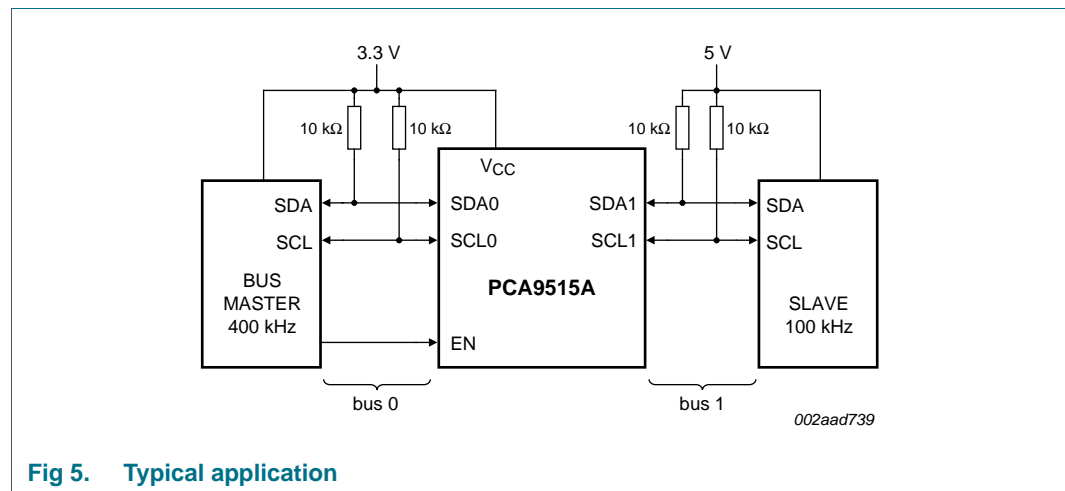 3.3 V
5 V
10 kΩ
10 kΩ
10 kΩ
10 kΩ
VCC
SDA
SDA0
SDA1
SDA
SCL
SCL0
SCL1
SCL
BUS
MASTER
400 kHz
PCA9515A
SLAVE
100 kHz
EN
bus 0
bus 1
002aad739
Fig 5. Typical application